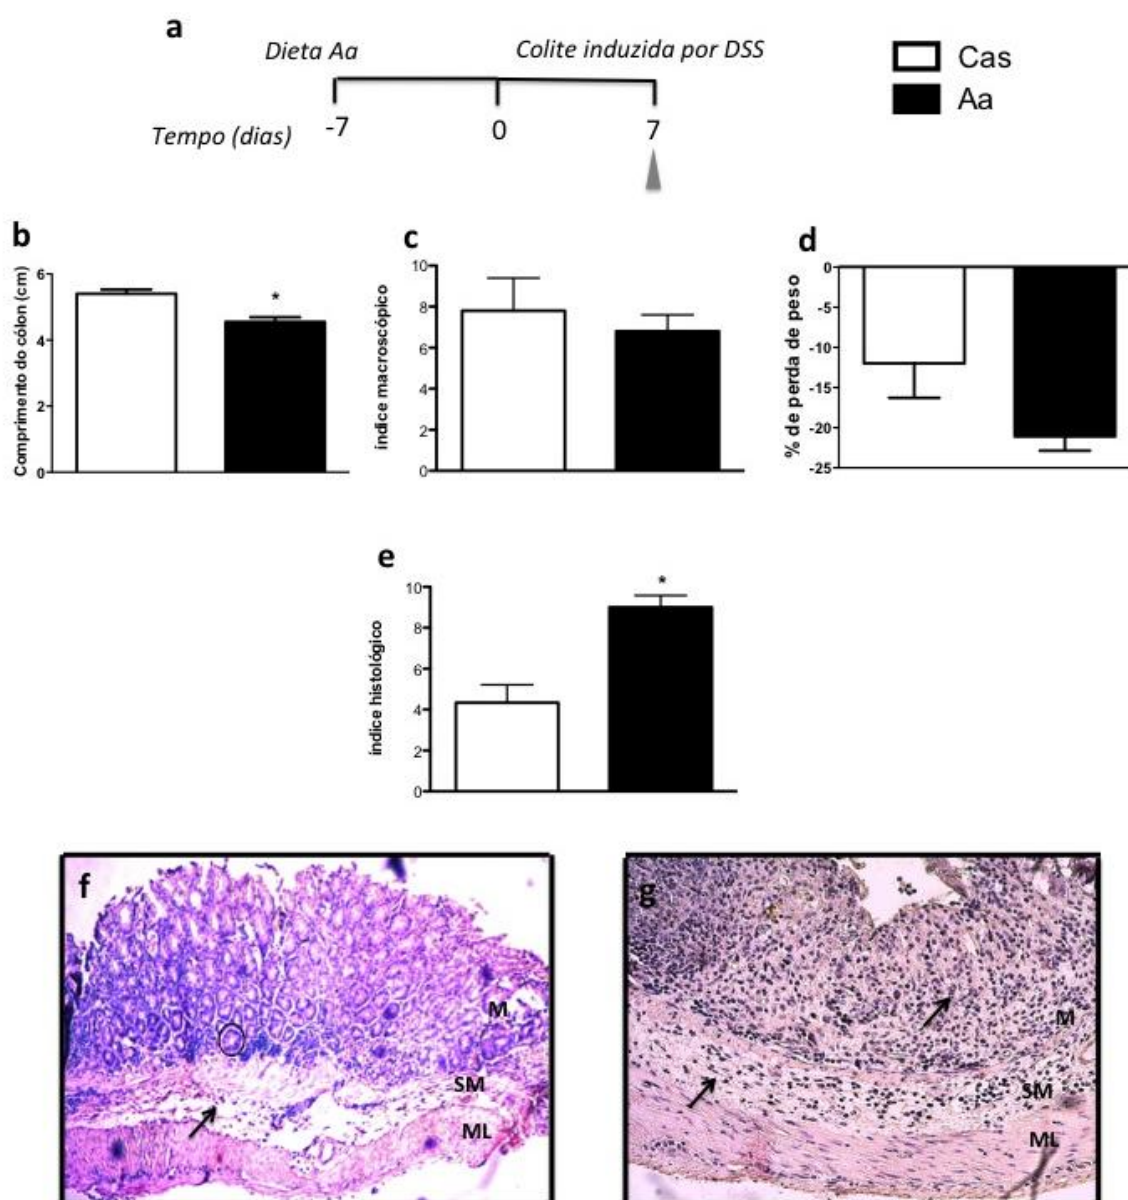 a
Dieta Aa
Colite induzida por DSS
Cas
Aa
Tempo (dias)
-7
0
7
b
Comprimento do cólon (cm)
6
4
2
0
*
c
índice macroscópico
10
8
6
4
2
0
d
% de perda de peso
0
-5
-10
-15
-20
-25
e
índice histológico
10
8
6
4
2
0
*
f
M
SM
ML
g
M
SM
ML